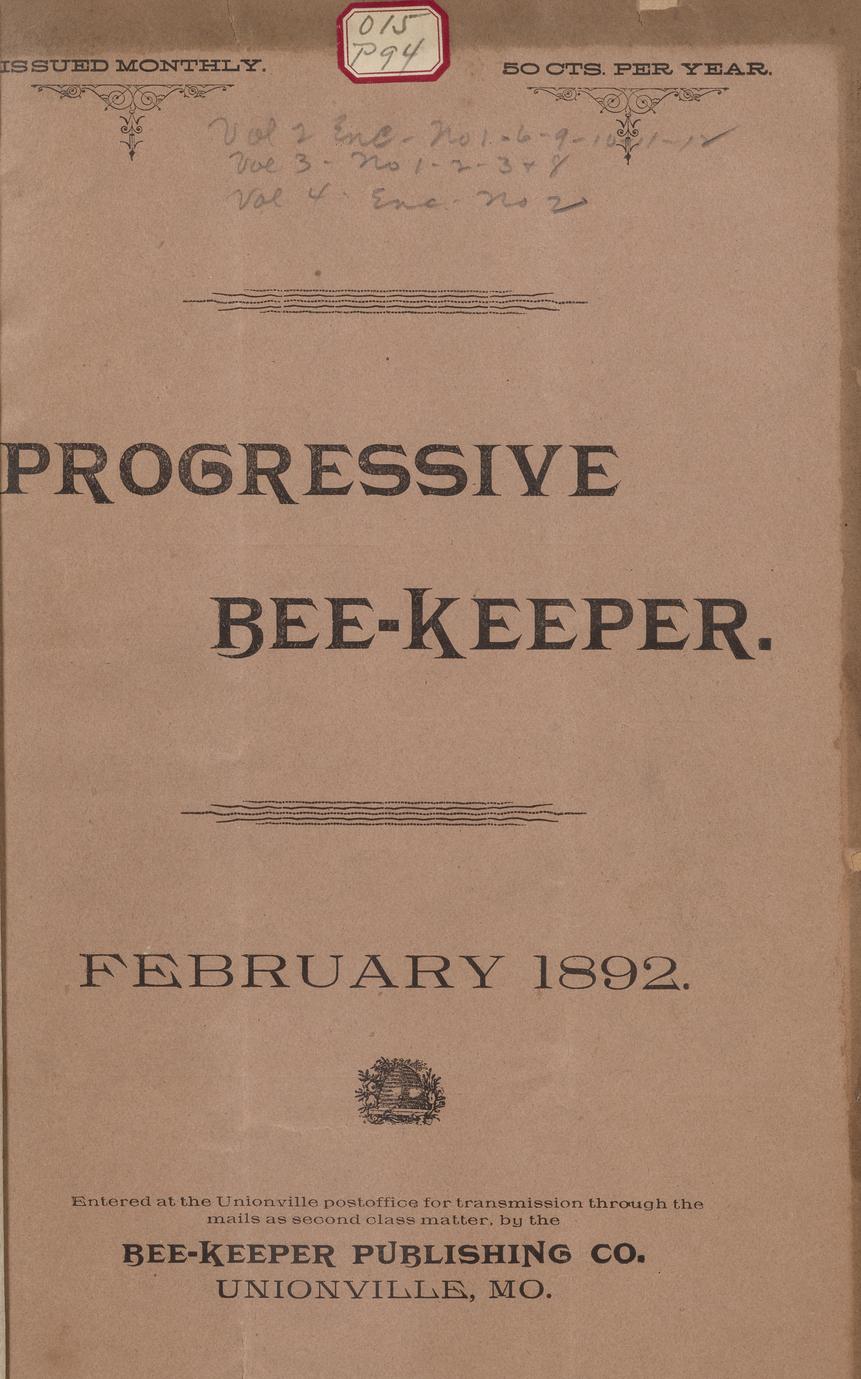 015
P94
ISSUED MONTHLY.
50 CTS. PER YEAR.
Vol 2 Enc - No 1-6-9-10-11-12
Vol 3 - No 1-2-3+8
Vol 4 - Enc - No 2
PROGRESSIVE
BEE-KEEPER.
FEBRUARY 1892.
Entered at the Unionville postoffice for transmission through the
mails as second class matter, by the
BEE-KEEPER PUBLISHING CO.
UNIONVILLE, MO.